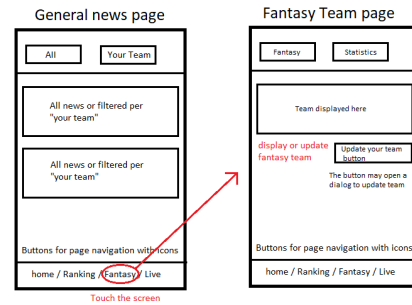 General news page
All
Your Team
All news or filtered per
"your team"
All news or filtered per
"your team"
Buttons for page navigation with icons
home / Ranking / Fantasy / Live
Touch the screen
Fantasy Team page
Fantasy
Statistics
Team displayed here
display or update
fantasy team
Update your team
button
The button may open a
dialog to update team
Buttons for page navigation with icons
home / Ranking / Fantasy / Live